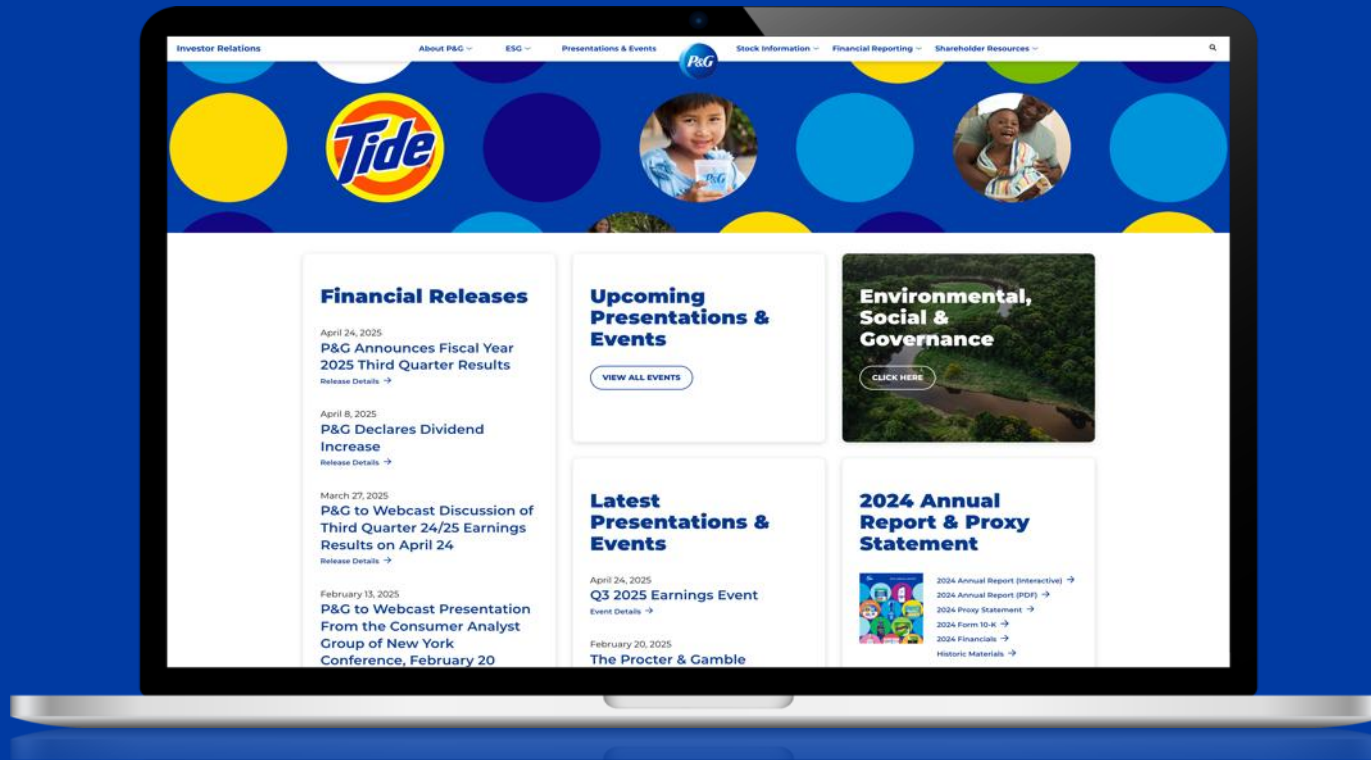 Investor Relations
About P&G
ESG
Presentations & Events
P&G
Stock Information
Financial Reporting
Shareholder Resources
Tide
P&G
Financial Releases
April 24, 2025
P&G Announces Fiscal Year
2025 Third Quarter Results
Release Details →
April 8, 2025
P&G Declares Dividend
Increase
Release Details →
March 27, 2025
P&G to Webcast Discussion of
Third Quarter 24/25 Earnings
Results on April 24
Release Details →
February 13, 2025
P&G to Webcast Presentation
From the Consumer Analyst
Group of New York
Conference, February 20
Upcoming
Presentations &
Events
VIEW ALL EVENTS
Environmental,
Social &
Governance
CLICK HERE
Latest
Presentations &
Events
April 24, 2025
Q3 2025 Earnings Event
Event Details →
February 20, 2025
The Procter & Gamble
2024 Annual
Report & Proxy
Statement
2024 Annual Report (Interactive) →
2024 Annual Report (PDF) →
2024 Proxy Statement →
2024 Form 10-K →
2024 Financials →
Historic Materials →